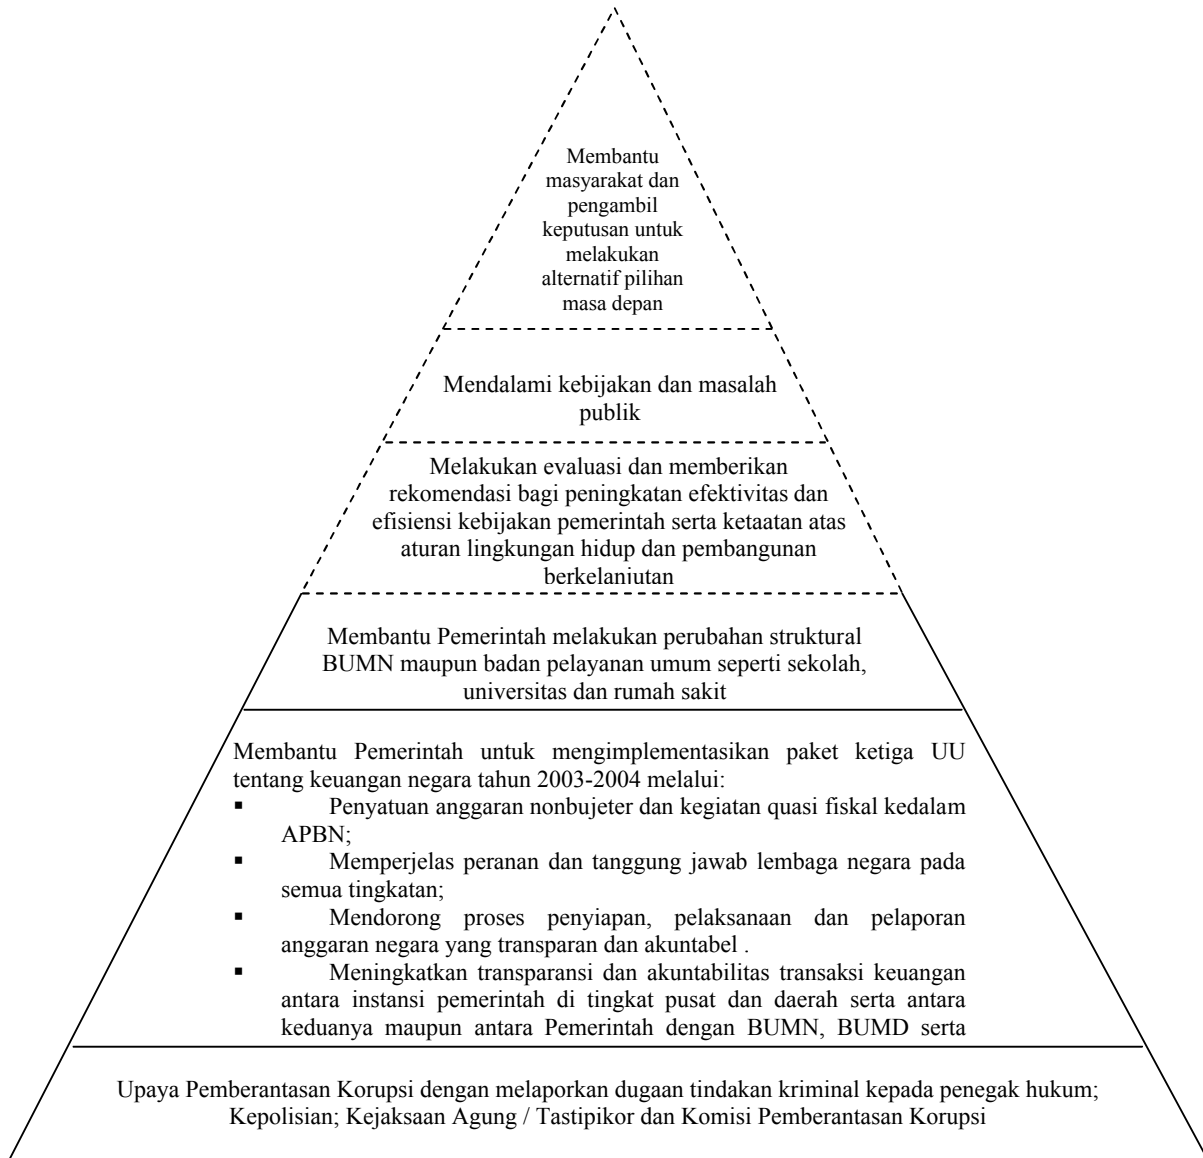 Membantu
masyarakat dan
pengambil
keputusan untuk
melakukan
alternatif pilihan
masa depan
Mendalami kebijakan dan masalah
publik
Melakukan evaluasi dan memberikan
rekomendasi bagi peningkatan efektivitas dan
efisiensi kebijakan pemerintah serta ketaatan atas
aturan lingkungan hidup dan pembangunan
berkelanjutan
Membantu Pemerintah melakukan perubahan struktural
BUMN maupun badan pelayanan umum seperti sekolah,
universitas dan rumah sakit
Membantu Pemerintah untuk mengimplementasikan paket ketiga UU
tentang keuangan negara tahun 2003-2004 melalui:
▪ Penyatuan anggaran nonbujeter dan kegiatan quasi fiskal kedalam
APBN;
▪ Memperjelas peranan dan tanggung jawab lembaga negara pada
semua tingkatan;
▪ Mendorong proses penyiapan, pelaksanaan dan pelaporan
anggaran negara yang transparan dan akuntabel .
▪ Meningkatkan transparansi dan akuntabilitas transaksi keuangan
antara instansi pemerintah di tingkat pusat dan daerah serta antara
keduanya maupun antara Pemerintah dengan BUMN, BUMD serta
Upaya Pemberantasan Korupsi dengan melaporkan dugaan tindakan kriminal kepada penegak hukum;
Kepolisian; Kejaksaan Agung / Tastipikor dan Komisi Pemberantasan Korupsi